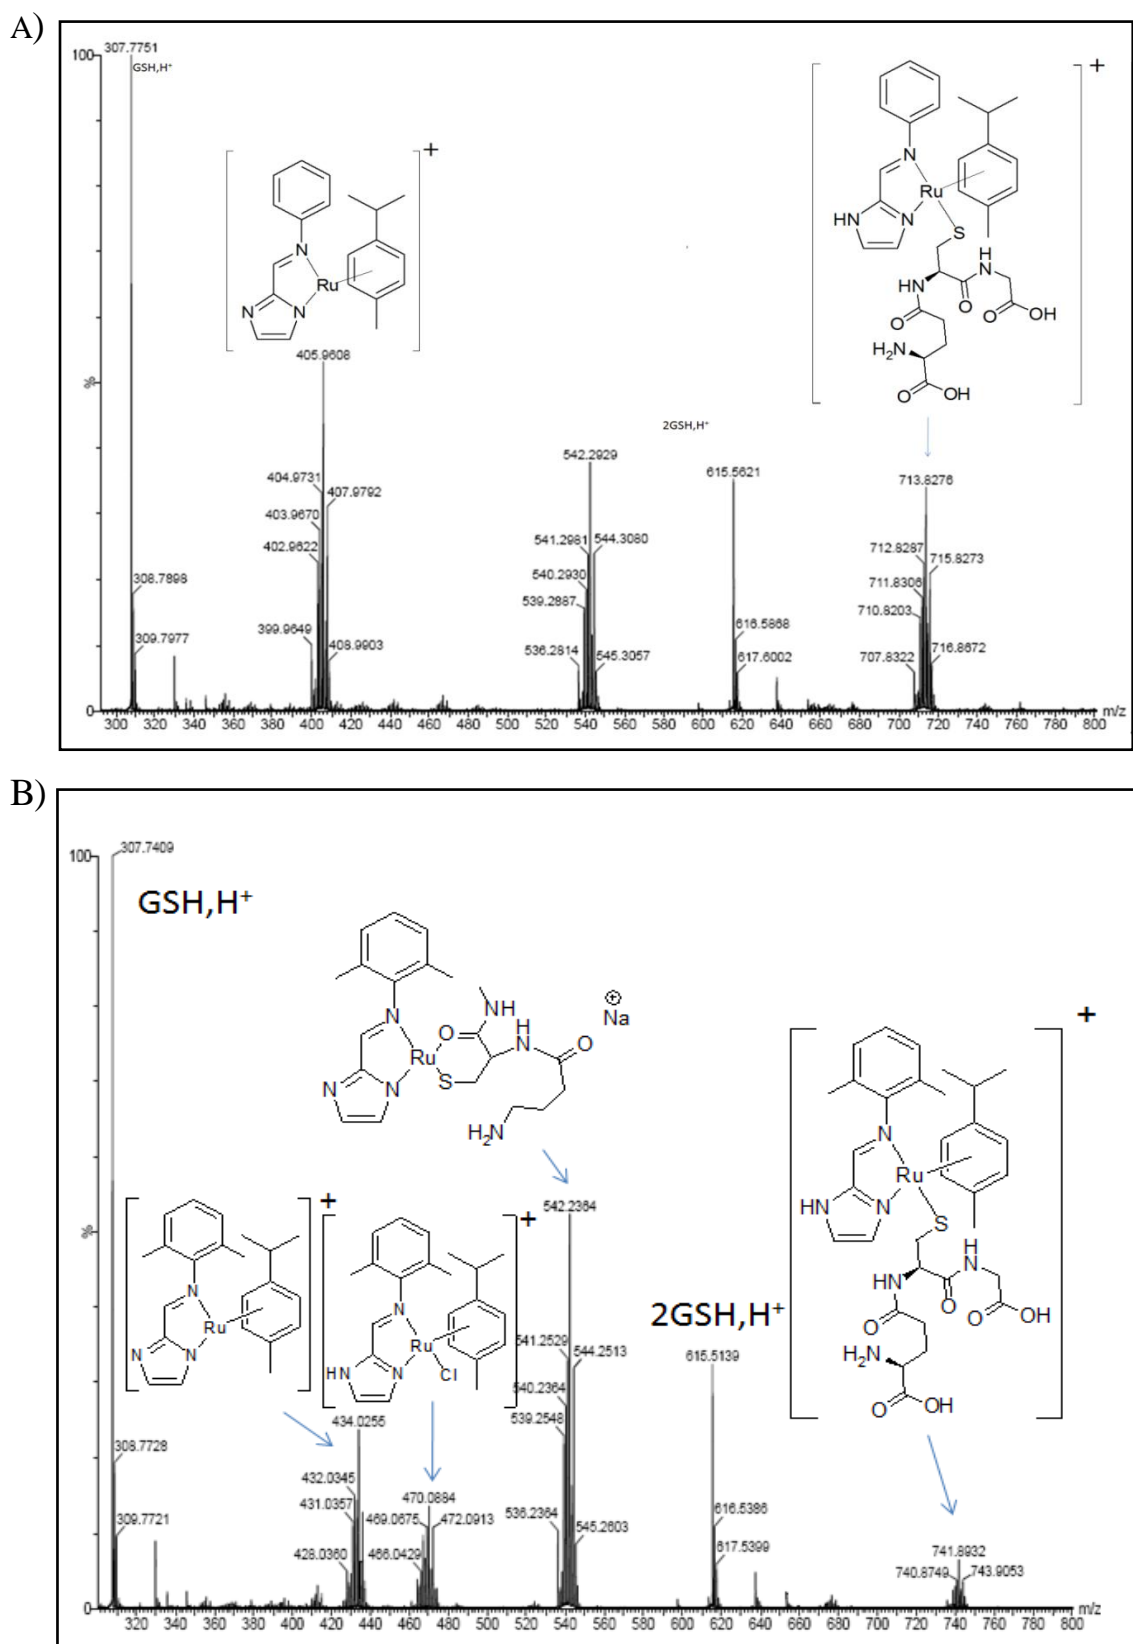 A)
100
307.7751
GSH,H⁺
+
+
N
N
N
Ru
N
Ru
HN
N
S
H
N
HN
O
O
OH
O
H₂N
O
OH
405.9608
%
2GSH,H⁺
542.2929
615.5621
713.8276
404.9731
407.9792
403.9670
402.9622
541.2981
544.3080
540.2930
539.2887
712.8287
715.8273
711.8306
710.8203
308.7898
309.7977
399.9649
408.9903
536.2814
545.3057
616.5868
617.6002
707.8322
716.8672
0
300 320 340 360 380 400 420 440 460 480 500 520 540 560 580 600 620 640 660 680 700 720 740 760 780 800 m/z
B)
100
307.7409
GSH,H⁺
N
NH
H
N
O
O
Ru
S
N
N
H₂N
⊕
Na
+
N
Ru
HN
N
S
H
N
HN
O
O
OH
O
H₂N
O
OH
542.2364
%
+
+
N
Ru
N
N
N
Ru
Cl
H
N
N
2GSH,H⁺
541.2529
544.2513
540.2364
539.2548
615.5139
434.0255
308.7728
432.0345
431.0357
470.0884
469.0675
472.0913
309.7721
428.0360
466.0429
536.2364
545.2603
616.5386
617.5399
741.8932
740.8749
743.9053
0
320 340 360 380 400 420 440 460 480 500 520 540 560 580 600 620 640 660 680 700 720 740 760 780 800 m/z